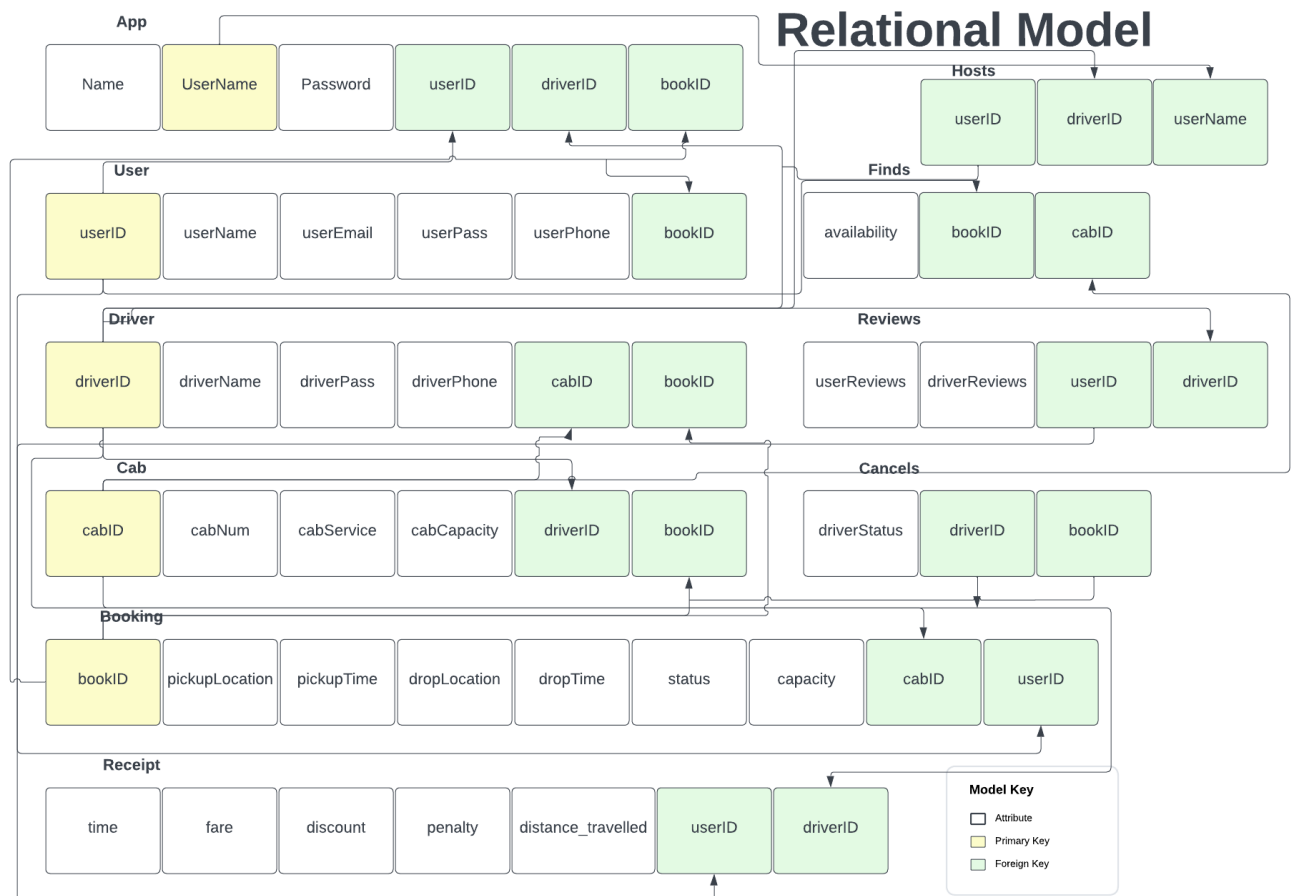 Relational Model
App
Name UserName Password userID driverID bookID
Hosts
userID driverID userName
User
userID userName userEmail userPass userPhone bookID
Finds
availability bookID cabID
Driver
driverID driverName driverPass driverPhone cabID bookID
Reviews
userReviews driverReviews userID driverID
Cab
cabID cabNum cabService cabCapacity driverID bookID
Cancels
driverStatus driverID bookID
Booking
bookID pickupLocation pickupTime dropLocation dropTime status capacity cabID userID
Receipt
time fare discount penalty distance_travelled userID driverID
Model Key
Attribute
Primary Key
Foreign Key